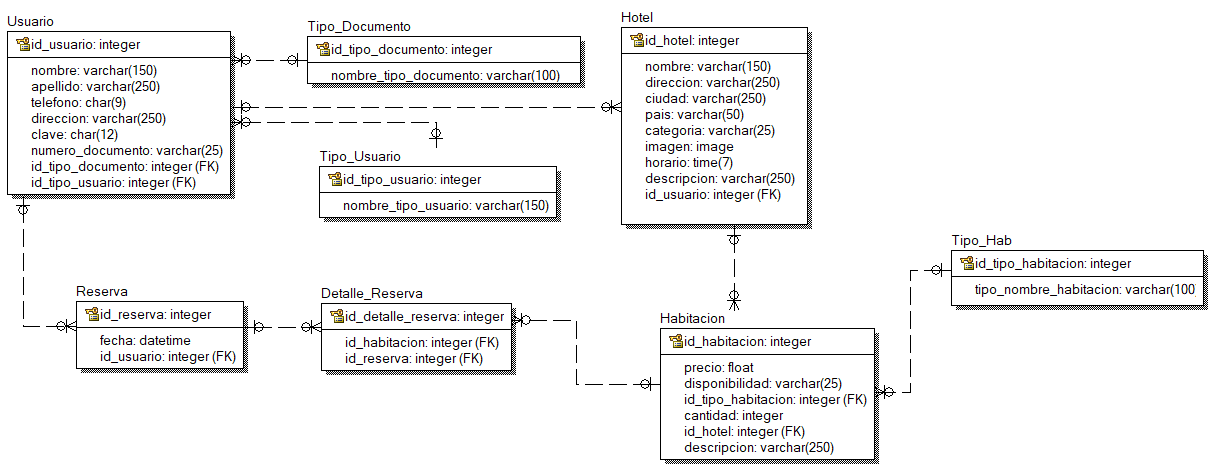 Usuario
id_usuario: integer
nombre: varchar(150)
apellido: varchar(250)
telefono: char(9)
direccion: varchar(250)
clave: char(12)
numero_documento: varchar(25)
id_tipo_documento: integer (FK)
id_tipo_usuario: integer (FK)
Tipo_Documento
id_tipo_documento: integer
nombre_tipo_documento: varchar(100)
Tipo_Usuario
id_tipo_usuario: integer
nombre_tipo_usuario: varchar(150)
Hotel
id_hotel: integer
nombre: varchar(150)
direccion: varchar(250)
ciudad: varchar(250)
pais: varchar(50)
categoria: varchar(25)
imagen: image
horario: time(7)
descripcion: varchar(250)
id_usuario: integer (FK)
Tipo_Hab
id_tipo_habitacion: integer
tipo_nombre_habitacion: varchar(100)
Reserva
id_reserva: integer
fecha: datetime
id_usuario: integer (FK)
Detalle_Reserva
id_detalle_reserva: integer
id_habitacion: integer (FK)
id_reserva: integer (FK)
Habitacion
id_habitacion: integer
precio: float
disponibilidad: varchar(25)
id_tipo_habitacion: integer (FK)
cantidad: integer
id_hotel: integer (FK)
descripcion: varchar(250)